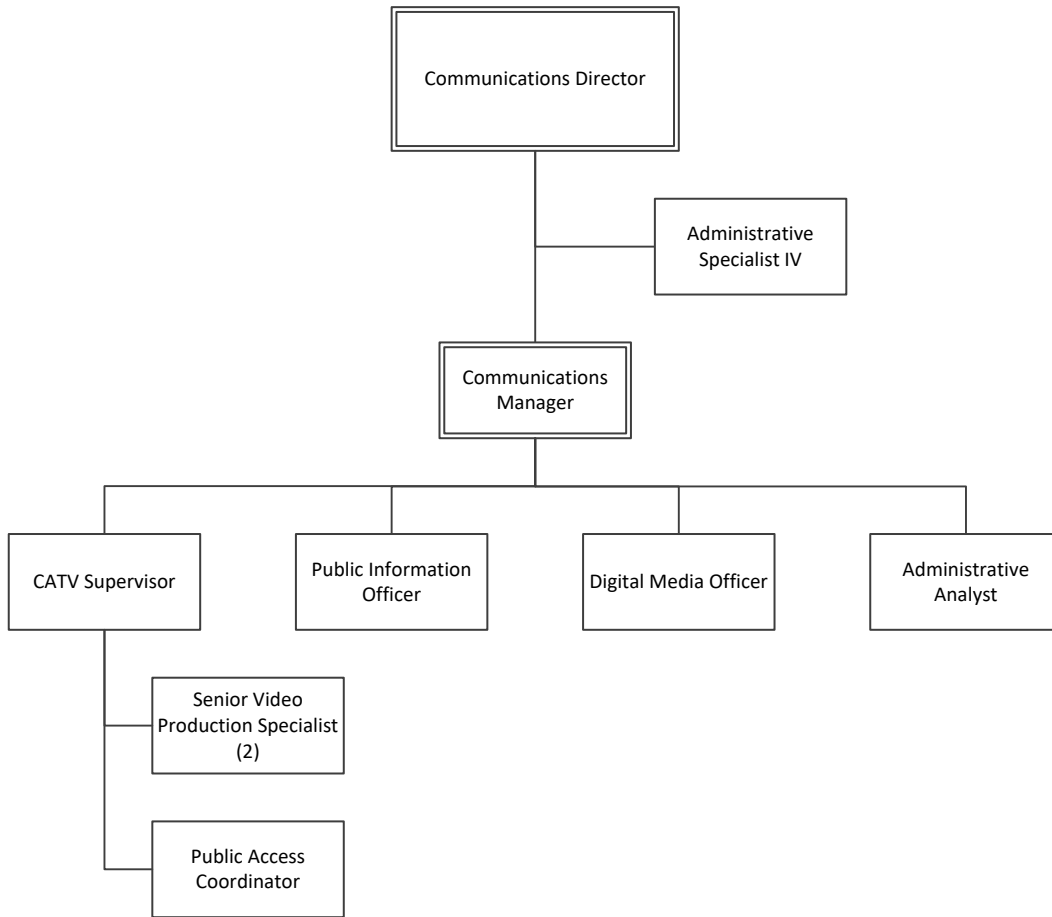 Communications Director
Administrative
Specialist IV
Communications
Manager
CATV Supervisor
Public Information
Officer
Digital Media Officer
Administrative
Analyst
Senior Video
Production Specialist
(2)
Public Access
Coordinator